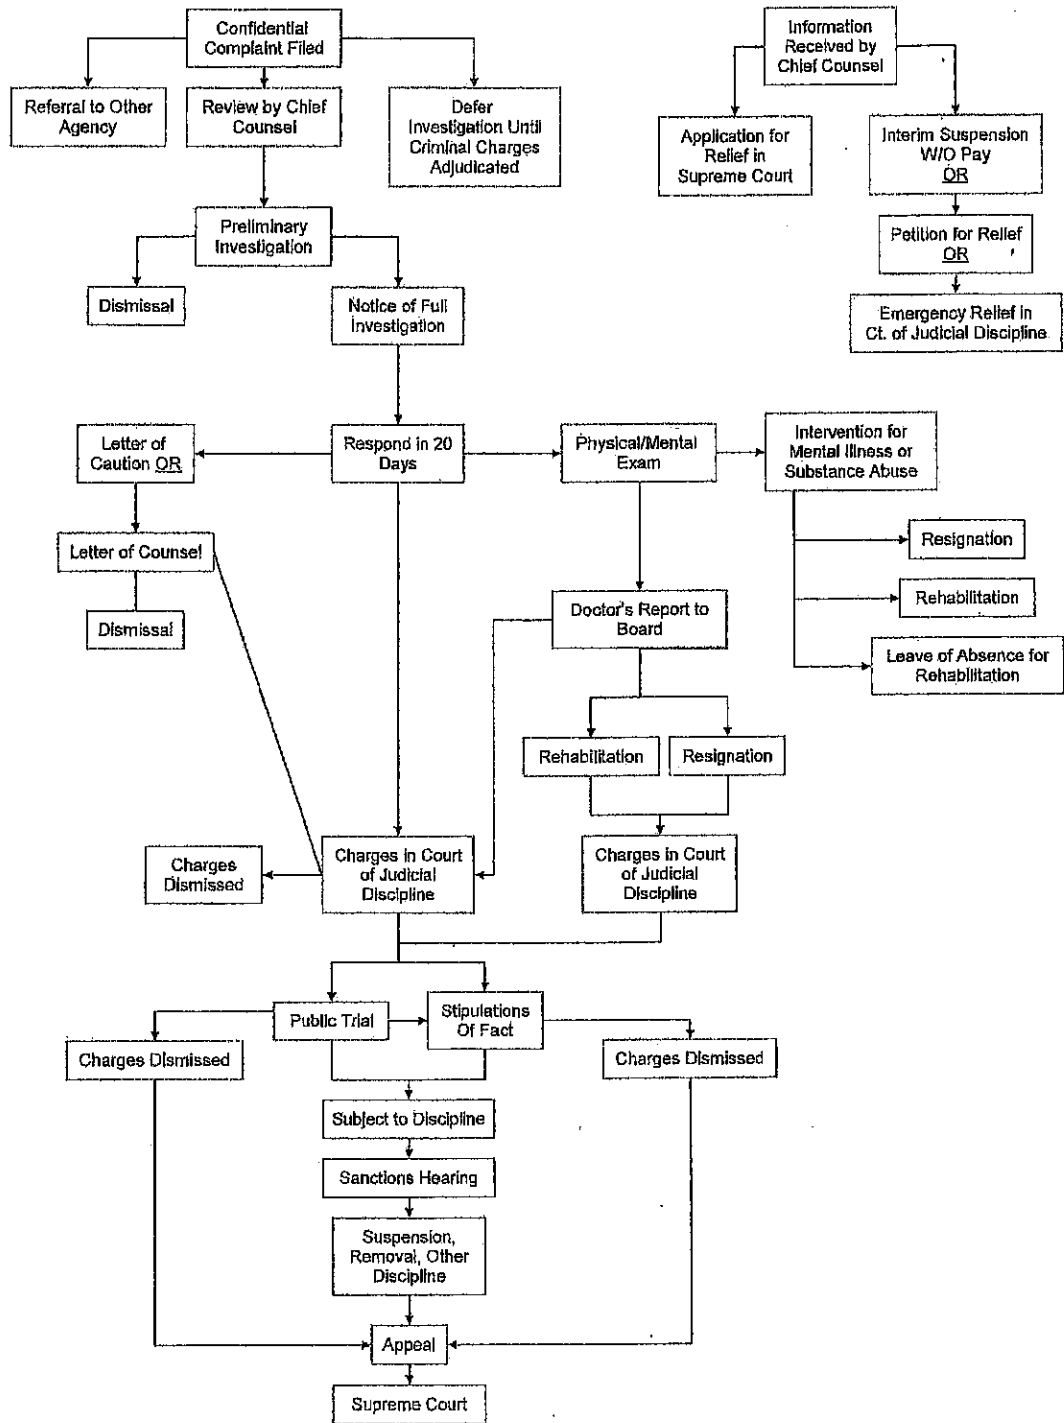 Confidential
Complaint Filed
Information
Received by
Chief Counsel
Referral to Other
Agency
Review by Chief
Counsel
Defer
Investigation Until
Criminal Charges
Adjudicated
Application for
Relief in
Supreme Court
Interim Suspension
W/O Pay
OR
Preliminary
Investigation
Petition for Relief
OR
Dismissal
Notice of Full
Investigation
Emergency Relief in
Ct. of Judicial Discipline
Letter of
Caution OR
Respond in 20
Days
Physical/Mental
Exam
Intervention for
Mental Illness or
Substance Abuse
Letter of Counsel
Resignation
Dismissal
Doctor's Report to
Board
Rehabilitation
Leave of Absence for
Rehabilitation
Rehabilitation
Resignation
Charges
Dismissed
Charges in Court
of Judicial
Discipline
Charges in Court
of Judicial
Discipline
Public Trial
Stipulations
Of Fact
Charges Dismissed
Charges Dismissed
Subject to Discipline
Sanctions Hearing
Suspension,
Removal, Other
Discipline
Appeal
Supreme Court